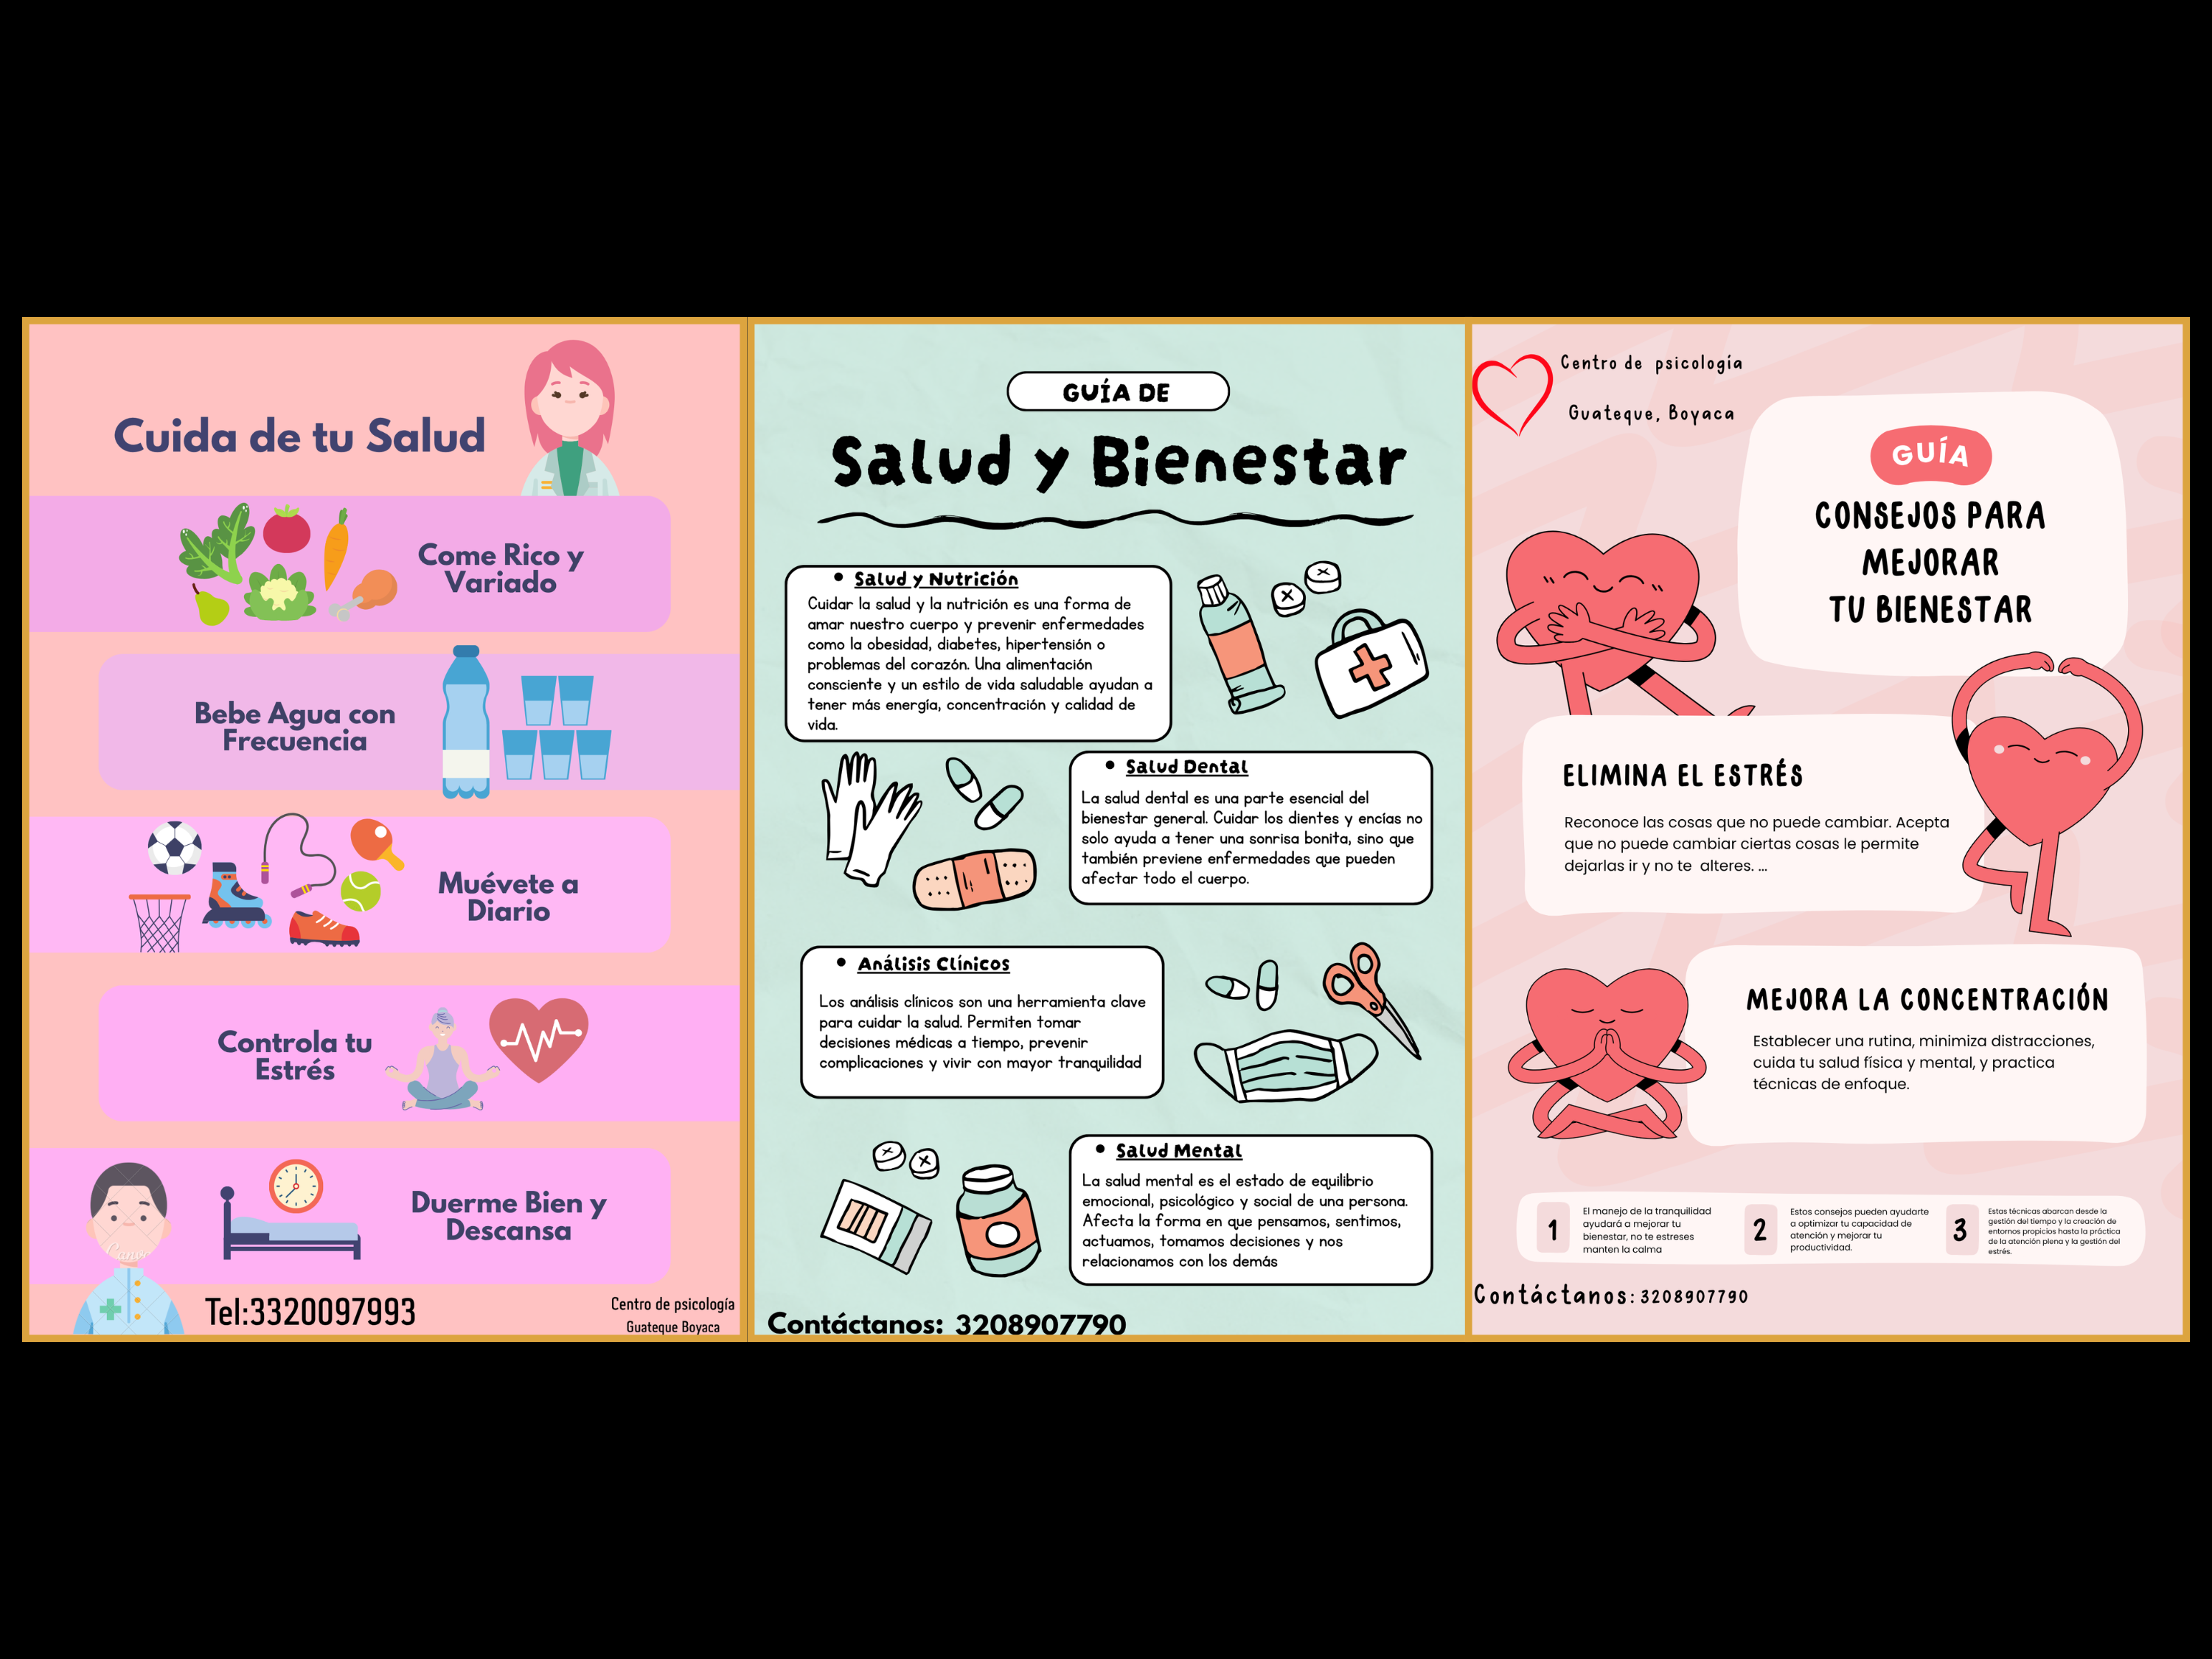 Cuida de tu Salud
Come Rico y
Variado
Bebe Agua con
Frecuencia
Muévete a
Diario
Controla tu
Estrés
Duerme Bien y
Descansa
Canva
Tel:3320097993
Centro de psicología
Guateque Boyaca
GUÍA DE
Salud y Bienestar
• Salud y Nutrición
Cuidar la salud y la nutrición es una forma de
amar nuestro cuerpo y prevenir enfermedades
como la obesidad, diabetes, hipertensión o
problemas del corazón. Una alimentación
consciente y un estilo de vida saludable ayudan a
tener más energía, concentración y calidad de
vida.
• Salud Dental
La salud dental es una parte esencial del
bienestar general. Cuidar los dientes y encías no
solo ayuda a tener una sonrisa bonita, sino que
también previene enfermedades que pueden
afectar todo el cuerpo.
• Análisis Clínicos
Los análisis clínicos son una herramienta clave
para cuidar la salud. Permiten tomar
decisiones médicas a tiempo, prevenir
complicaciones y vivir con mayor tranquilidad
• Salud Mental
La salud mental es el estado de equilibrio
emocional, psicológico y social de una persona.
Afecta la forma en que pensamos, sentimos,
actuamos, tomamos decisiones y nos
relacionamos con los demás
Contáctanos: 3208907790
Centro de psicología
Guateque, Boyaca
GUÍA
CONSEJOS PARA
MEJORAR
TU BIENESTAR
ELIMINA EL ESTRÉS
Reconoce las cosas que no puede cambiar. Acepta
que no puede cambiar ciertas cosas le permite
dejarlas ir y no te alteres. ...
MEJORA LA CONCENTRACIÓN
Establecer una rutina, minimiza distracciones,
cuida tu salud física y mental, y practica
técnicas de enfoque.
1
El manejo de la tranquilidad
ayudará a mejorar tu
bienestar, no te estreses
manten la calma
2
Estos consejos pueden ayudarte
a optimizar tu capacidad de
atención y mejorar tu
productividad.
3
Estas técnicas abarcan desde la
gestión del tiempo y la creación de
entornos propicios hasta la práctica
de la atención plena y la gestión del
estrés.
Contáctanos: 3208907790